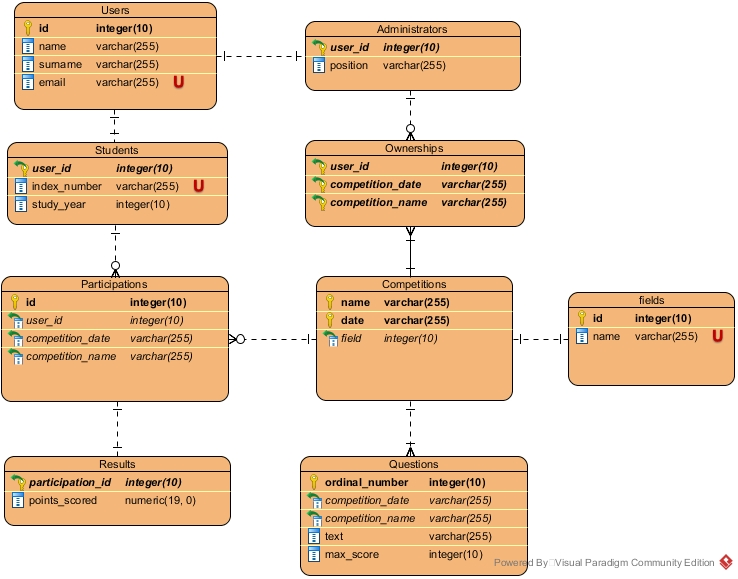 Users
id integer(10)
name varchar(255)
surname varchar(255)
email varchar(255) U
Administrators
user_id integer(10)
position varchar(255)
Students
user_id integer(10)
index_number varchar(255) U
study_year integer(10)
Ownerships
user_id integer(10)
competition_date varchar(255)
competition_name varchar(255)
Participations
id integer(10)
user_id integer(10)
competition_date varchar(255)
competition_name varchar(255)
Competitions
name varchar(255)
date varchar(255)
field integer(10)
fields
id integer(10)
name varchar(255) U
Results
participation_id integer(10)
points_scored numeric(19, 0)
Questions
ordinal_number integer(10)
competition_date varchar(255)
competition_name varchar(255)
text varchar(255)
max_score integer(10)
Powered By Visual Paradigm Community Edition